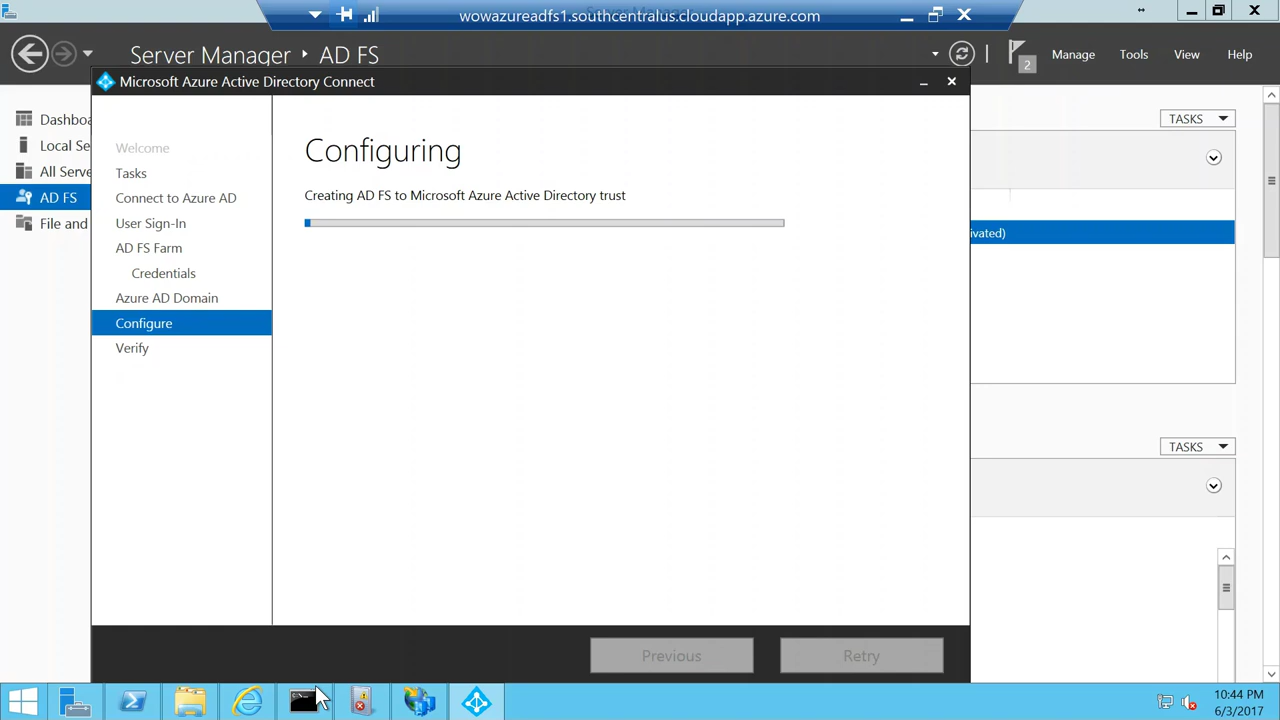 wowazureadfs1.southcentralus.cloudapp.azure.com
Server Manager ‣ AD FS
2
Manage Tools View Help
Microsoft Azure Active Directory Connect
Dashboa
Local Se
All Serve
AD FS
File and
TASKS
Welcome
Tasks
Connect to Azure AD
User Sign-In
AD FS Farm
Credentials
Azure AD Domain
Configure
Verify
Configuring
Creating AD FS to Microsoft Azure Active Directory trust
ivated)
TASKS
Previous Retry
10:44 PM
6/3/2017